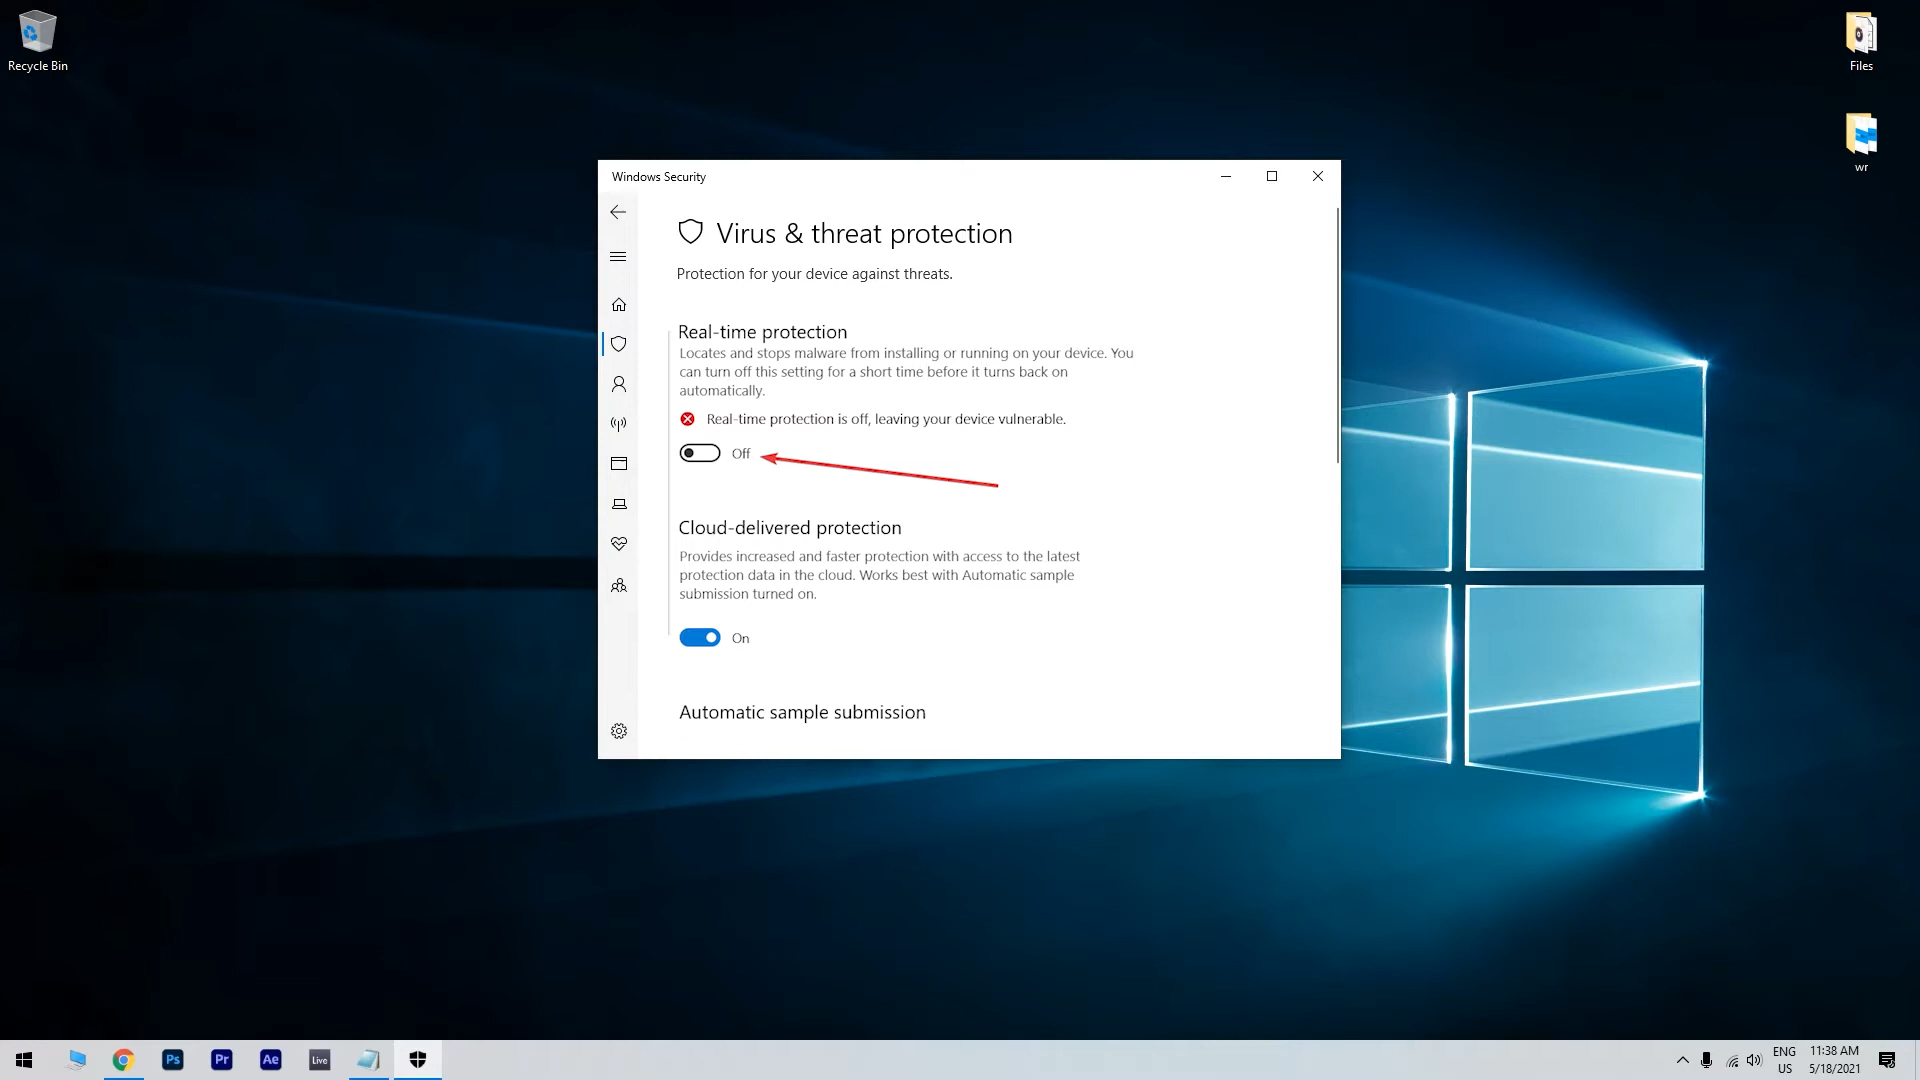 Recycle Bin
Files
wr
Windows Security
Virus & threat protection
Protection for your device against threats.
Real-time protection
Locates and stops malware from installing or running on your device. You
can turn off this setting for a short time before it turns back on
automatically.
Real-time protection is off, leaving your device vulnerable.
Off
Cloud-delivered protection
Provides increased and faster protection with access to the latest
protection data in the cloud. Works best with Automatic sample
submission turned on.
On
Automatic sample submission
Ps
Pr
Ae
Live
ENG
US
11:38 AM
5/18/2021